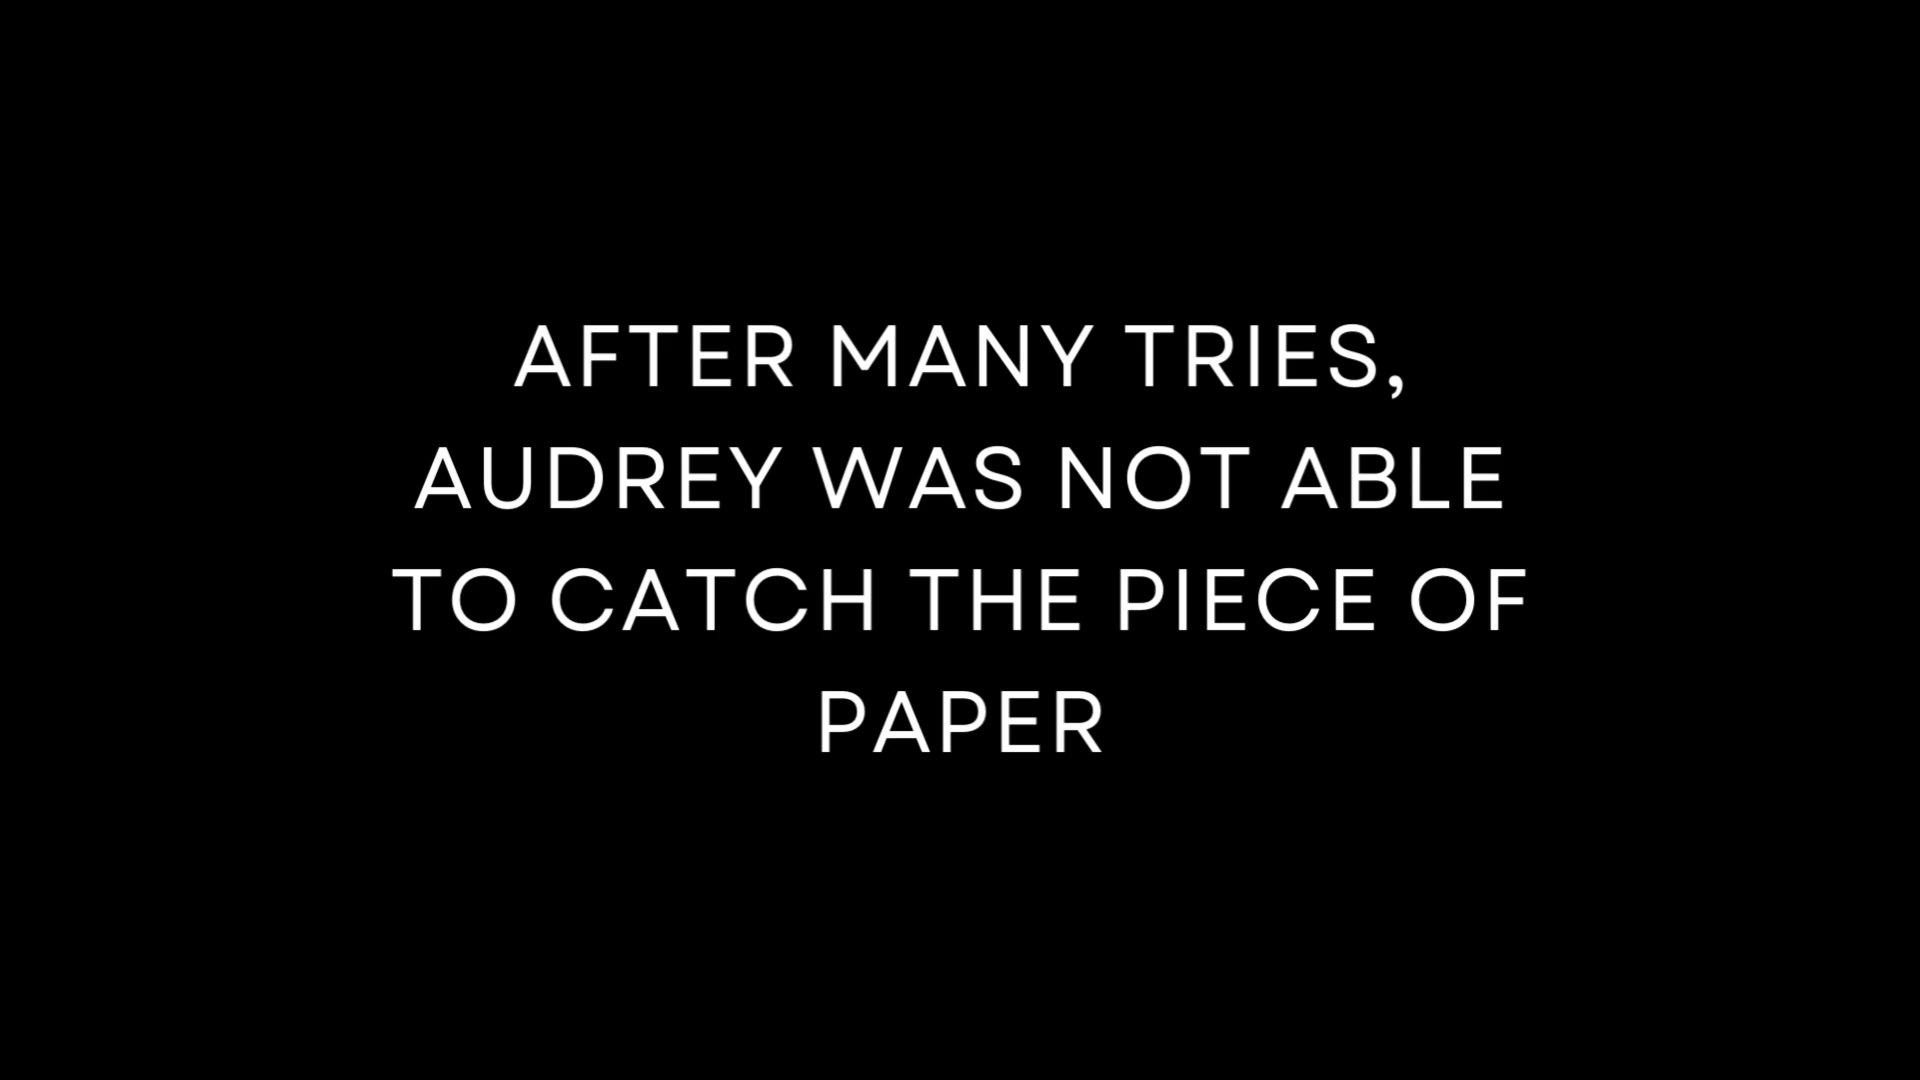 AFTER MANY TRIES,
AUDREY WAS NOT ABLE
TO CATCH THE PIECE OF
PAPER